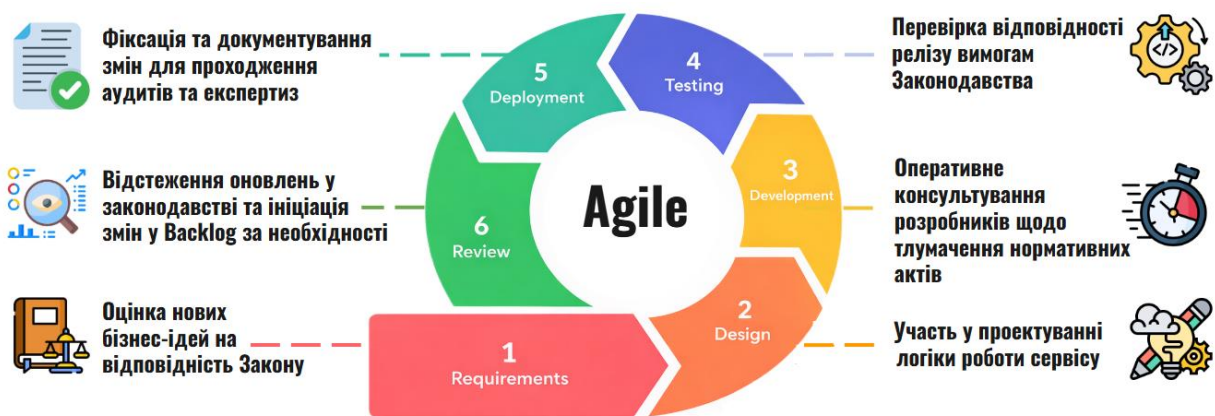 Фіксація та документування
змін для проходження
аудитів та експертиз
Відстеження оновлень у
законодавстві та ініціація
змін у Backlog за необхідності
Оцінка нових
бізнес-ідей на
відповідність Закону
5
Deployment
4
Testing
3
Development
6
Review
Agile
2
Design
1
Requirements
Перевірка відповідності
релізу вимогам
Законодавства
Оперативне
консультування
розробників щодо
тлумачення нормативних
актів
Участь у проектуванні
логіки роботи сервісу